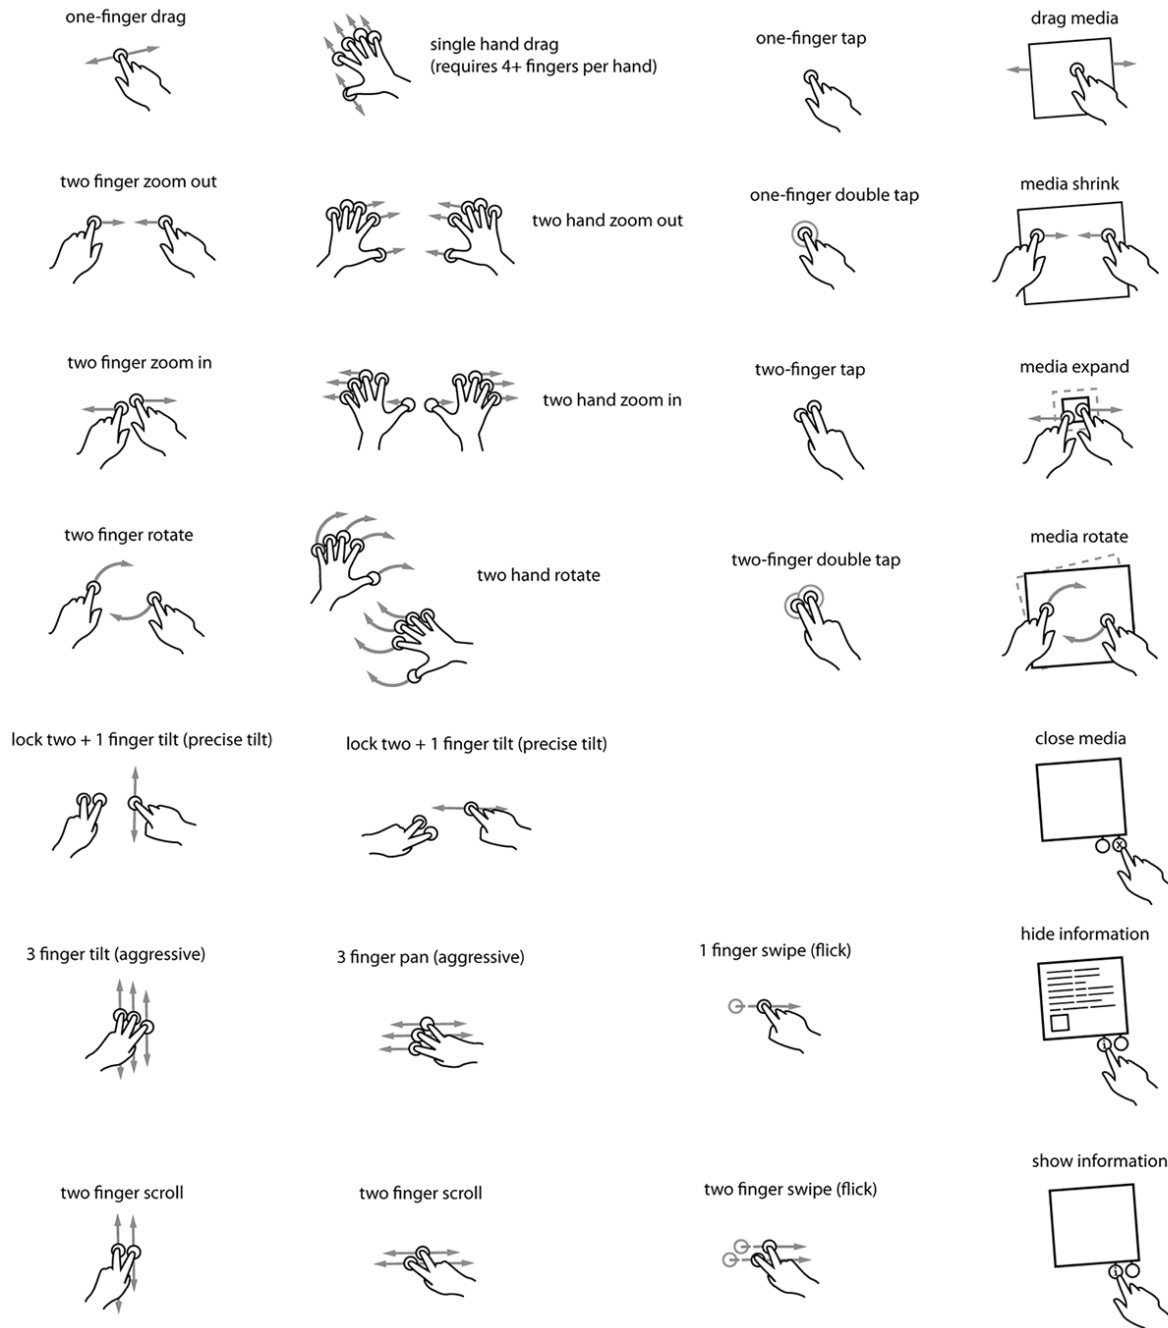 one-finger drag
single hand drag
(requires 4+ fingers per hand)
one-finger tap
drag media
two finger zoom out
two hand zoom out
one-finger double tap
media shrink
two finger zoom in
two hand zoom in
two-finger tap
media expand
two finger rotate
two hand rotate
two-finger double tap
media rotate
lock two + 1 finger tilt (precise tilt)
lock two + 1 finger tilt (precise tilt)
close media
3 finger tilt (aggressive)
3 finger pan (aggressive)
1 finger swipe (flick)
hide information
two finger scroll
two finger scroll
two finger swipe (flick)
show information